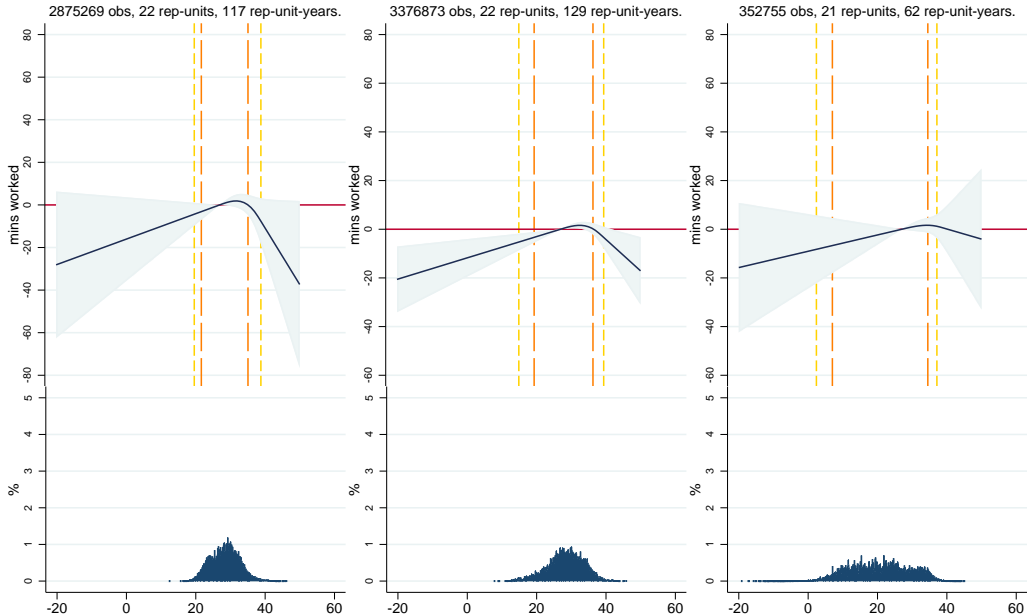 2875269 obs, 22 rep-units, 117 rep-unit-years.
3376873 obs, 22 rep-units, 129 rep-unit-years.
352755 obs, 21 rep-units, 62 rep-unit-years.
mins worked
-80 -60 -40 -20 0 20 40 60 80
mins worked
-60 -40 -20 0 20 40 60 80
mins worked
-60 -40 -20 0 20 40 60 80
%
0 1 2 3 4 5
%
0 1 2 3 4 5
%
0 1 2 3 4 5
-20 0 20 40 60
-20 0 20 40 60
-20 0 20 40 60